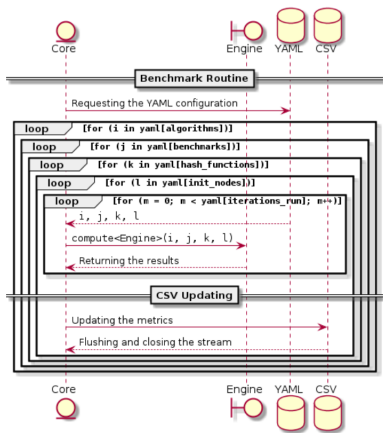 Core Engine YAML CSV
Benchmark Routine
Requesting the YAML configuration
loop [for (i in yaml[algorithms])]
loop [for (j in yaml[benchmarks])]
loop [for (k in yaml[hash_functions])]
loop [for (l in yaml[init_nodes])]
loop [for (m = 0; m < yaml[iterations_run]; m++)]
i, j, k, l
compute<Engine>(i, j, k, l)
Returning the results
CSV Updating
Updating the metrics
Flushing and closing the stream
Core Engine YAML CSV